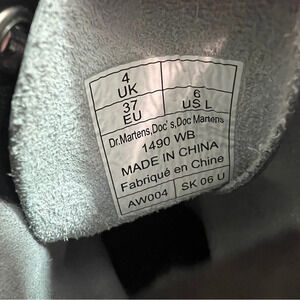 4 UK
37 EU 6 US L
Dr.Martens,Doc's,Doc Martens
1490 WB
MADE IN CHINA
Fabriqué en Chine
AW004 SK 06 U